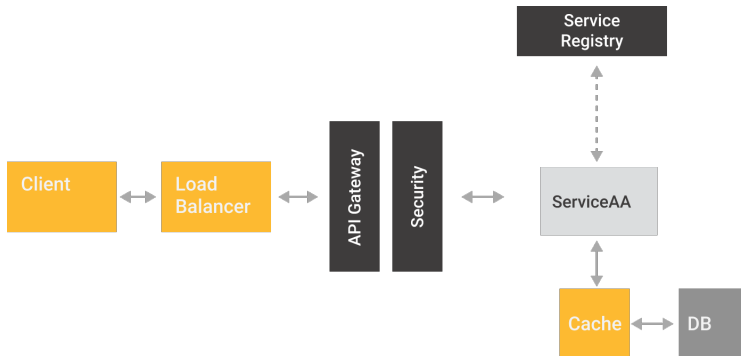 Service
Registry
Client
Load
Balancer
API Gateway
Security
ServiceAA
Cache
DB